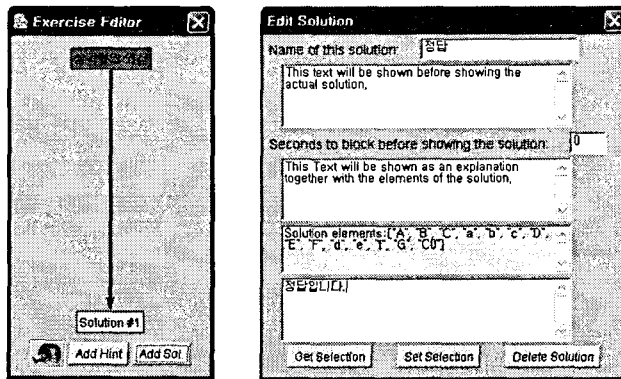 Exercise Editor
Solution #1
Add Hint
Add Sol.
Edit Solution
Name of this solution:
정답
This text will be shown before showing the
actual solution,
Seconds to block before showing the solution:
0
This Text will be shown as an explanation
together with the elements of the solution,
Solution elements:["A", "B", "C", "a", "b", "c", "D",
"E", "F", "d", "e", "f", "G",
정답입니다.
Get Selection
Set Selection
Delete Solution